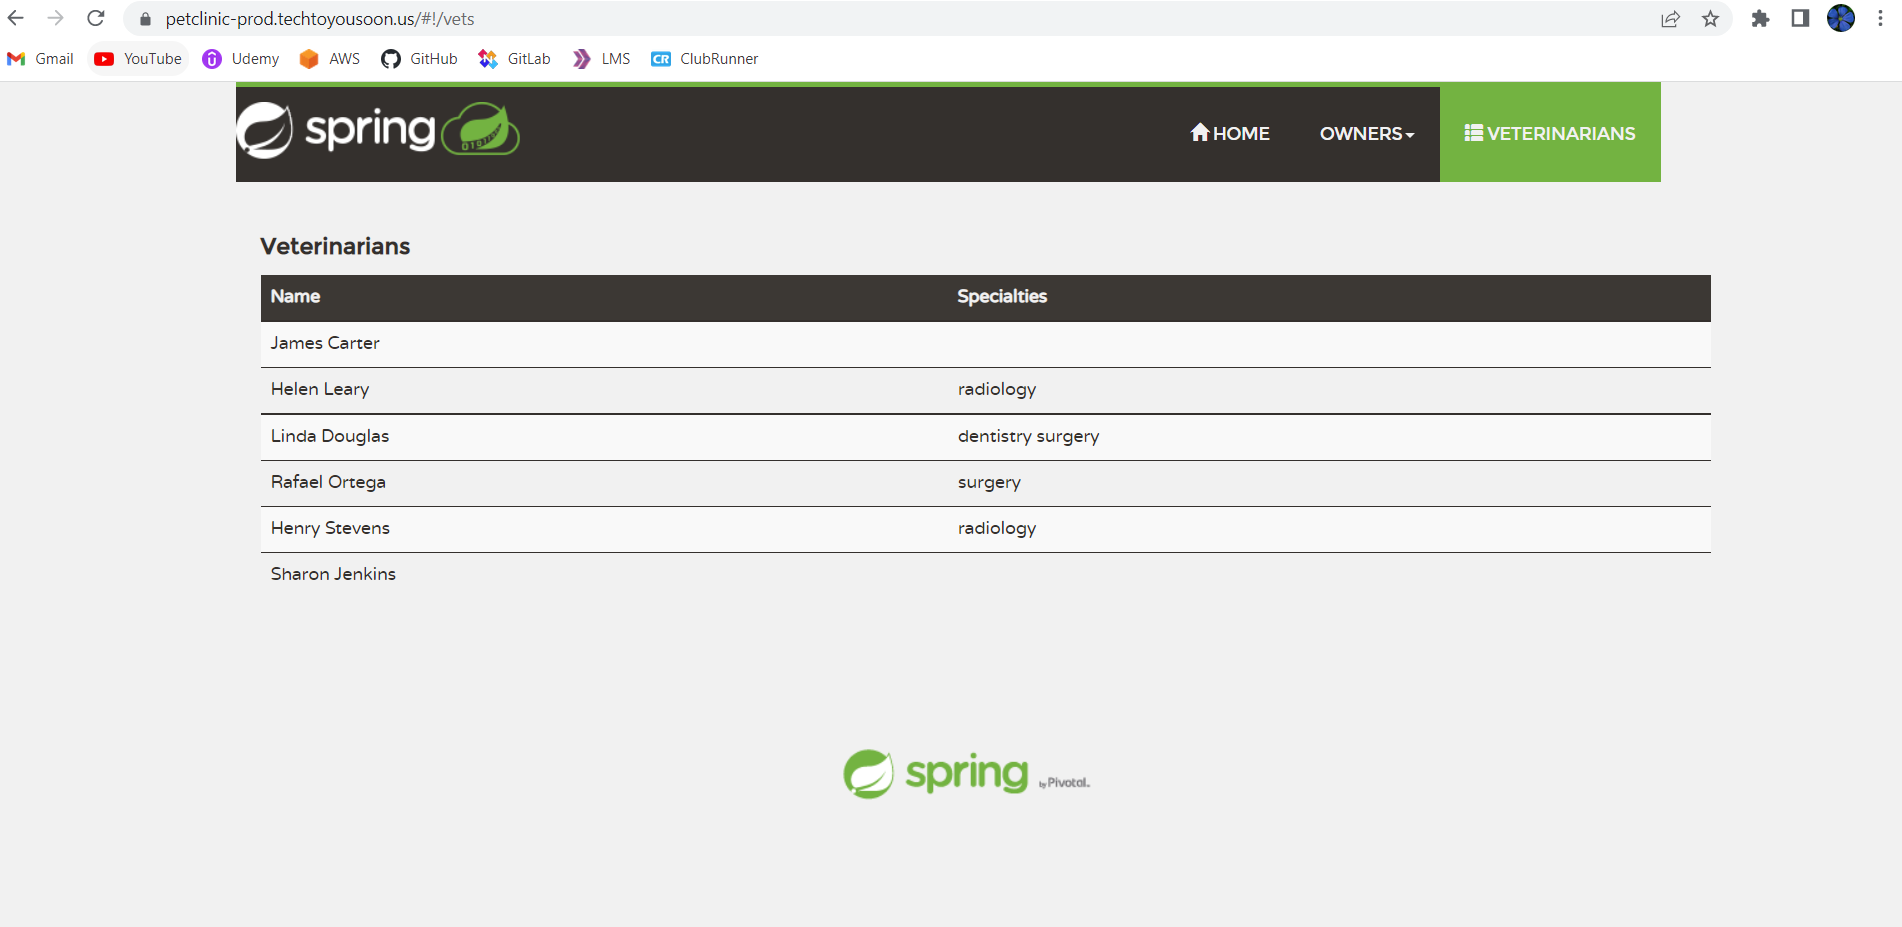 petclinic-prod.techtoyousoon.us/#!/vets
Gmail YouTube Udemy AWS GitHub GitLab LMS CR ClubRunner
spring HOME OWNERS VETERINARIANS
Veterinarians
Name Specialties
James Carter
Helen Leary radiology
Linda Douglas dentistry surgery
Rafael Ortega surgery
Henry Stevens radiology
Sharon Jenkins
spring by Pivotal.